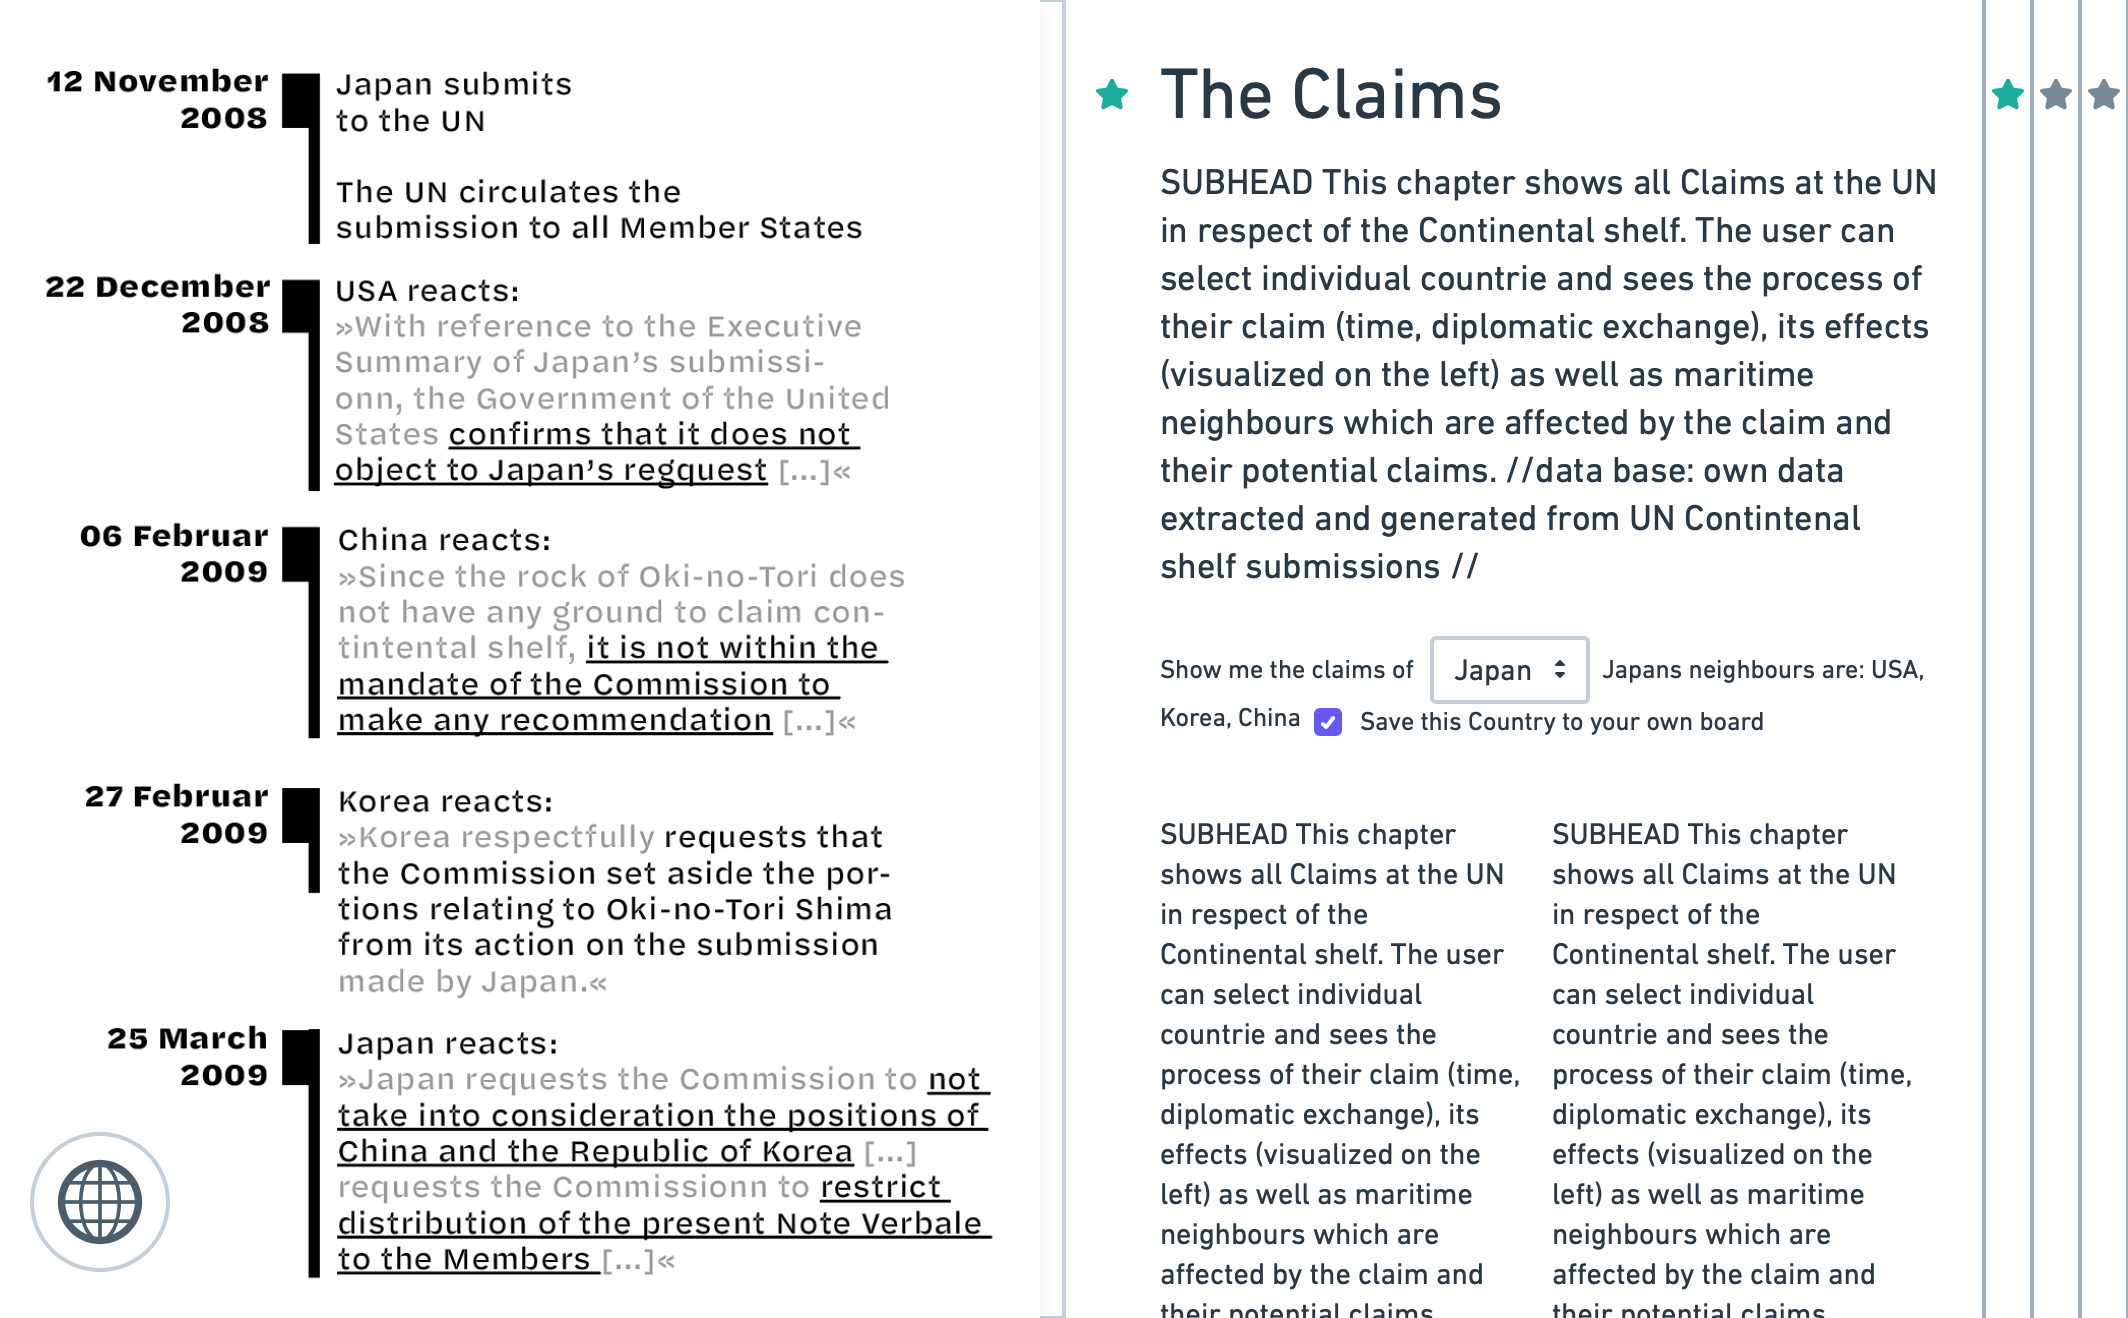 12 November
2008
Japan submits
to the UN
The UN circulates the
submission to all Member States
22 December
2008
USA reacts:
»With reference to the Executive
Summary of Japan’s submissi-
onn, the Government of the United
States confirms that it does not
object to Japan’s regquest [...]«
06 Februar
2009
China reacts:
»Since the rock of Oki-no-Tori does
not have any ground to claim con-
tintental shelf, it is not within the
mandate of the Commission to
make any recommendation [...]«
27 Februar
2009
Korea reacts:
»Korea respectfully requests that
the Commission set aside the por-
tions relating to Oki-no-Tori Shima
from its action on the submission
made by Japan.«
25 March
2009
Japan reacts:
»Japan requests the Commission to not
take into consideration the positions of
China and the Republic of Korea [...]
requests the Commissionn to restrict
distribution of the present Note Verbale
to the Members [...]«
The Claims
SUBHEAD This chapter shows all Claims at the UN
in respect of the Continental shelf. The user can
select individual countrie and sees the process of
their claim (time, diplomatic exchange), its effects
(visualized on the left) as well as maritime
neighbours which are affected by the claim and
their potential claims. //data base: own data
extracted and generated from UN Contintenal
shelf submissions //
Show me the claims of Japan Japans neighbours are: USA,
Korea, China Save this Country to your own board
SUBHEAD This chapter
shows all Claims at the UN
in respect of the
Continental shelf. The user
can select individual
countrie and sees the
process of their claim (time,
diplomatic exchange), its
effects (visualized on the
left) as well as maritime
neighbours which are
affected by the claim and
their potential claims.
SUBHEAD This chapter
shows all Claims at the UN
in respect of the
Continental shelf. The user
can select individual
countrie and sees the
process of their claim (time,
diplomatic exchange), its
effects (visualized on the
left) as well as maritime
neighbours which are
affected by the claim and
their potential claims.